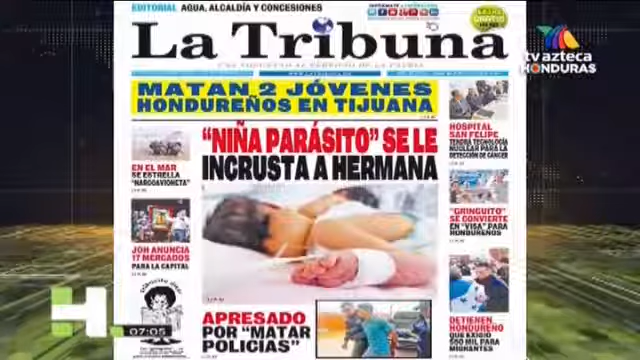 EDITORIAL AGUA, ALCALDÍA Y CONCESIONES
La Tribuna
MATAN 2 JÓVENES
HONDUREÑOS EN TIJUANA
EN EL MAR
SE ESTRELLA
"NARCOAVIONETA"
JOH ANUNCIA
17 MERCADOS
PARA LA CAPITAL
"NIÑA PARÁSITO" SE LE
INCRUSTA A HERMANA
APRESADO
POR "MATAR
POLICÍAS"
HOSPITAL
SAN FELIPE
TENDRÁ TECNOLOGÍA
NUCLEAR PARA LA
DETECCIÓN DE CÁNCER
"GRINGUITO" SE
CONVIERTE
EN "VISA" PARA
HONDUREÑOS
DETIENEN
HONDUREÑO
QUE EXIGIÓ
500 MIL PARA
MIGRANTES
tv azteca
HONDURAS
H
07:05